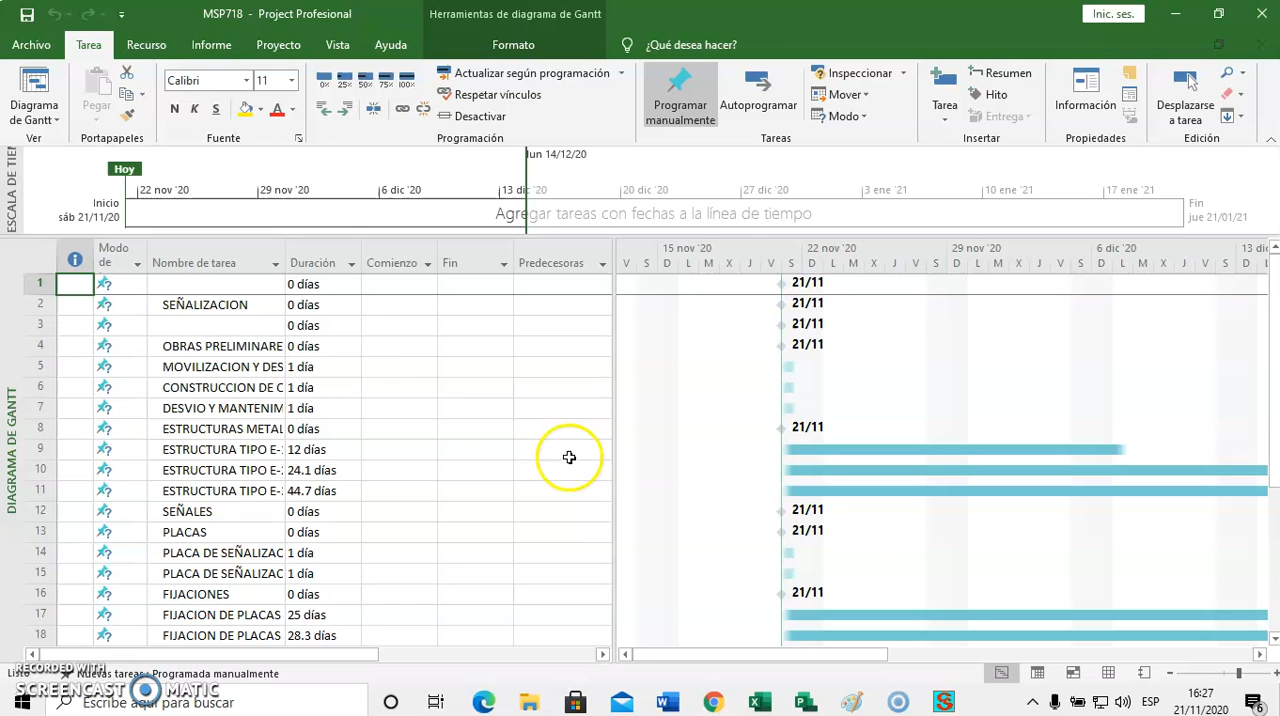 MSP718 - Project Profesional
Herramientas de diagrama de Gantt
Inic. ses.
Archivo
Tarea
Recurso
Informe
Proyecto
Vista
Ayuda
Formato
¿Qué desea hacer?
Diagrama de Gantt
Ver
Pegar
Portapapeles
Calibri
11
N K S
Fuente
0% 25% 50% 75% 100%
Actualizar según programación
Respetar vínculos
Desactivar
Programación
Programar manualmente
Autoprogramar
Inspeccionar
Mover
Modo
Tareas
Tarea
Resumen
Hito
Entrega
Insertar
Información
Propiedades
Desplazarse a tarea
Edición
ESCALA DE TIEN
lun 14/12/20
Hoy
22 nov '20
29 nov '20
6 dic '20
13 dic '20
20 dic '20
27 dic '20
3 ene '21
10 ene '21
17 ene '21
Inicio
sáb 21/11/20
Agregar tareas con fechas a la línea de tiempo
Fin
jue 21/01/21
DIAGRAMA DE GANTT
Modo de
Nombre de tarea
Duración
Comienzo
Fin
Predecesoras
15 nov '20
22 nov '20
29 nov '20
6 dic '20
13 dic
V S D L M X J V S D L M X J V S D L M X J V S D L M X J V S D L
1 0 días 21/11
2 SEÑALIZACION 0 días 21/11
3 0 días 21/11
4 OBRAS PRELIMINARE 0 días 21/11
5 MOVILIZACION Y DES 1 día
6 CONSTRUCCION DE C 1 día
7 DESVIO Y MANTENIM 1 día
8 ESTRUCTURAS METAL 0 días 21/11
9 ESTRUCTURA TIPO E- 12 días
10 ESTRUCTURA TIPO E- 24.1 días
11 ESTRUCTURA TIPO E- 44.7 días
12 SEÑALES 0 días 21/11
13 PLACAS 0 días 21/11
14 PLACA DE SEÑALIZAC 1 día
15 PLACA DE SEÑALIZAC 1 día
16 FIJACIONES 0 días 21/11
17 FIJACION DE PLACAS 25 días
18 FIJACION DE PLACAS 28.3 días
Listo
Nuevas tareas : Programada manualmente
RECORDED WITH
SCREENCAST MATIC
Escribe aquí para buscar
ESP
16:27
21/11/2020
6